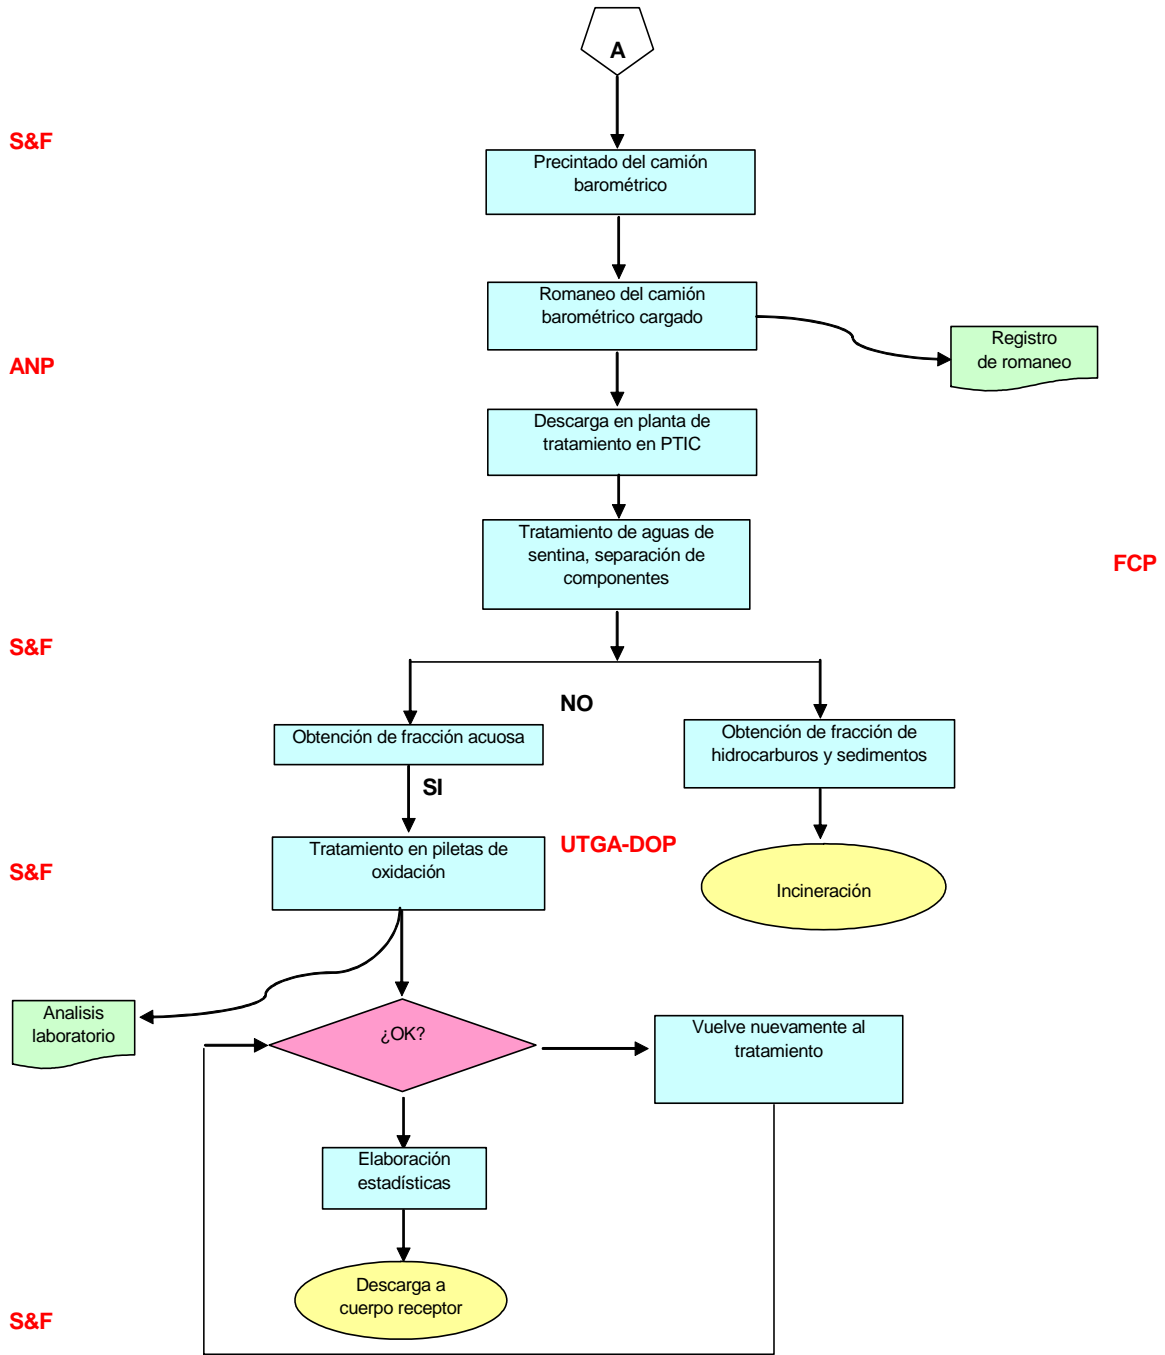 A
S&F
Precintado del camión
barométrico
Romaneo del camión
barométrico cargado
Registro
de romaneo
ANP
Descarga en planta de
tratamiento en PTIC
Tratamiento de aguas de
sentina, separación de
componentes
FCP
S&F
NO
Obtención de fracción acuosa
Obtención de fracción de
hidrocarburos y sedimentos
SI
Tratamiento en piletas de
oxidación
UTGA-DOP
S&F
Incineración
Analisis
laboratorio
¿OK?
Vuelve nuevamente al
tratamiento
Elaboración
estadísticas
Descarga a
cuerpo receptor
S&F